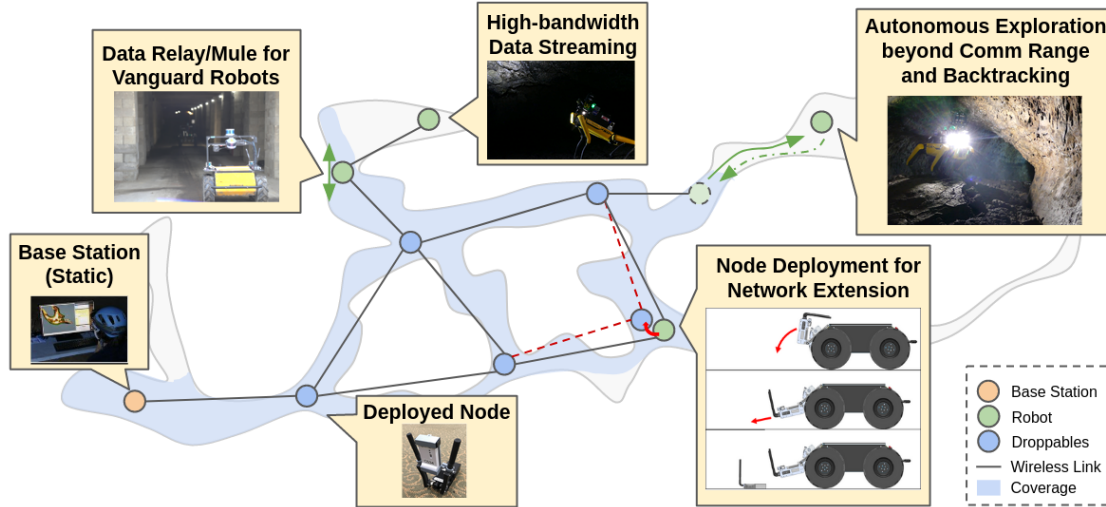 Data Relay/Mule for
Vanguard Robots
High-bandwidth
Data Streaming
Autonomous Exploration
beyond Comm Range
and Backtracking
Base Station
(Static)
Node Deployment for
Network Extension
Deployed Node
Base Station
Robot
Droppables
Wireless Link
Coverage